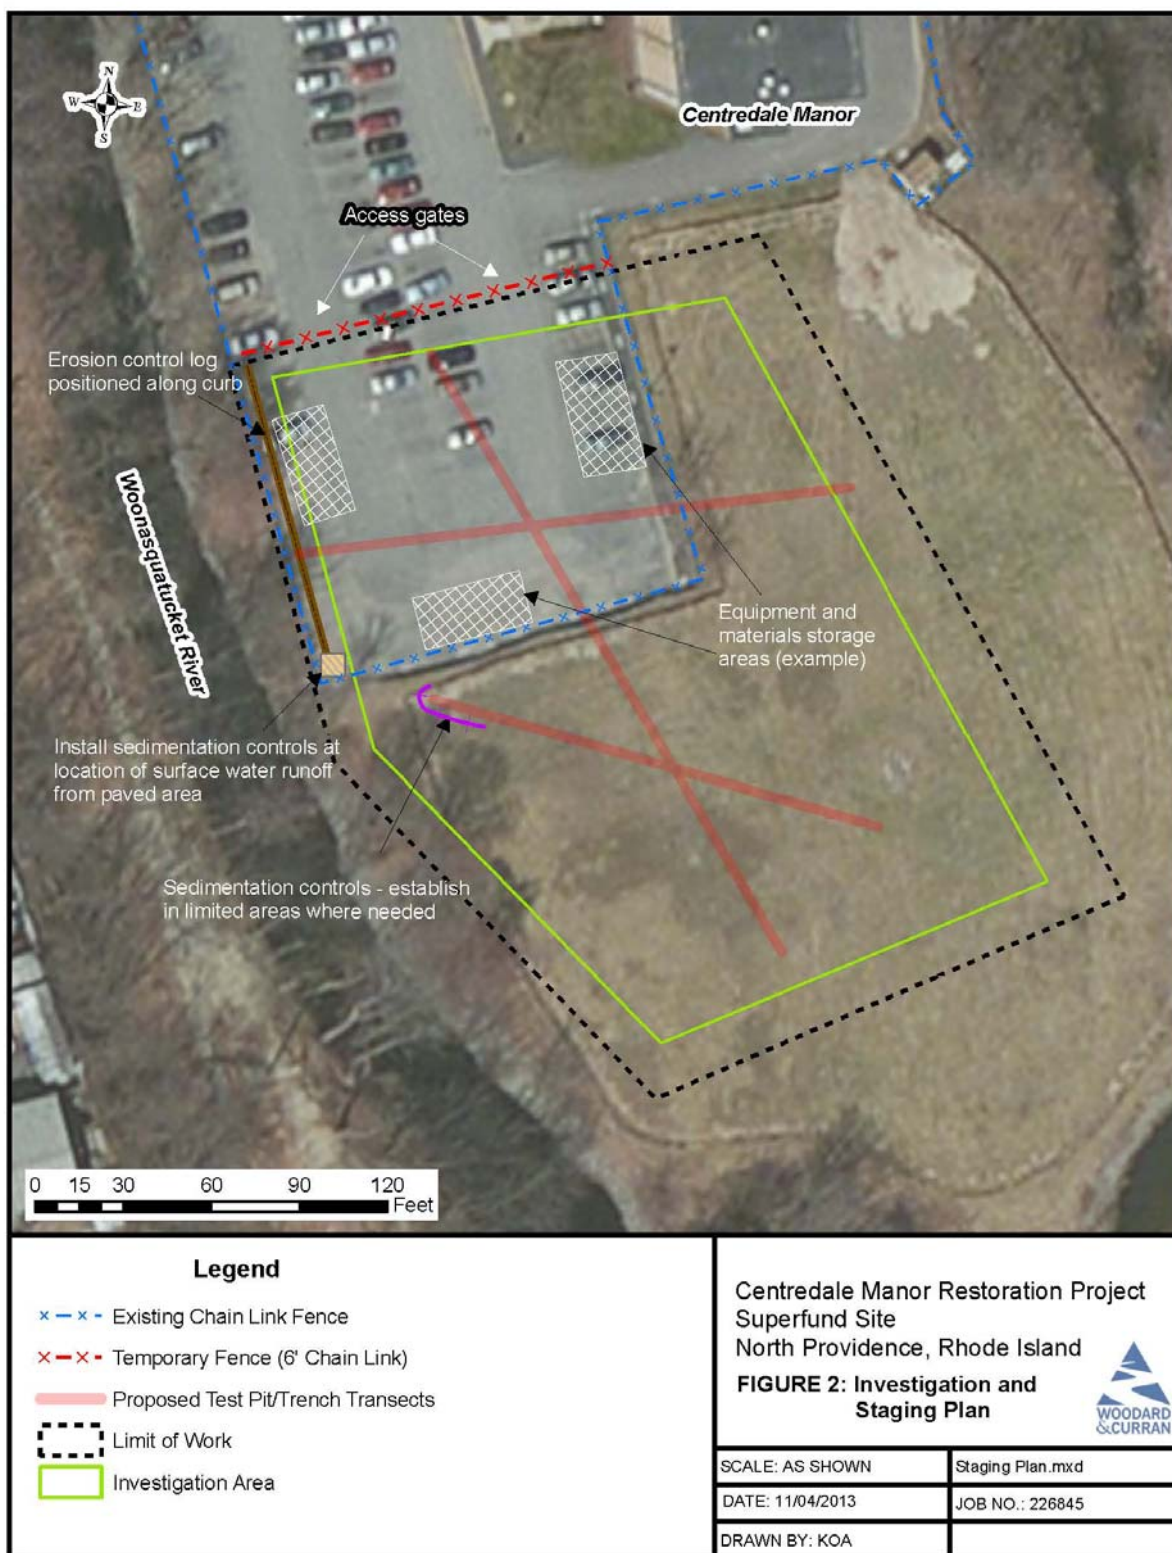 N
W E
S
Centredale Manor
Access gates
Erosion control log
positioned along curb
Woonasquatucket River
Equipment and
materials storage
areas (example)
Install sedimentation controls at
location of surface water runoff
from paved area
Sedimentation controls - establish
in limited areas where needed
0 15 30 60 90 120
Feet
Legend
Existing Chain Link Fence
Temporary Fence (6' Chain Link)
Proposed Test Pit/Trench Transects
Limit of Work
Investigation Area
Centredale Manor Restoration Project
Superfund Site
North Providence, Rhode Island
FIGURE 2: Investigation and
Staging Plan
WOODARD
&CURRAN
SCALE: AS SHOWN
Staging Plan.mxd
DATE: 11/04/2013
JOB NO.: 226845
DRAWN BY: KOA